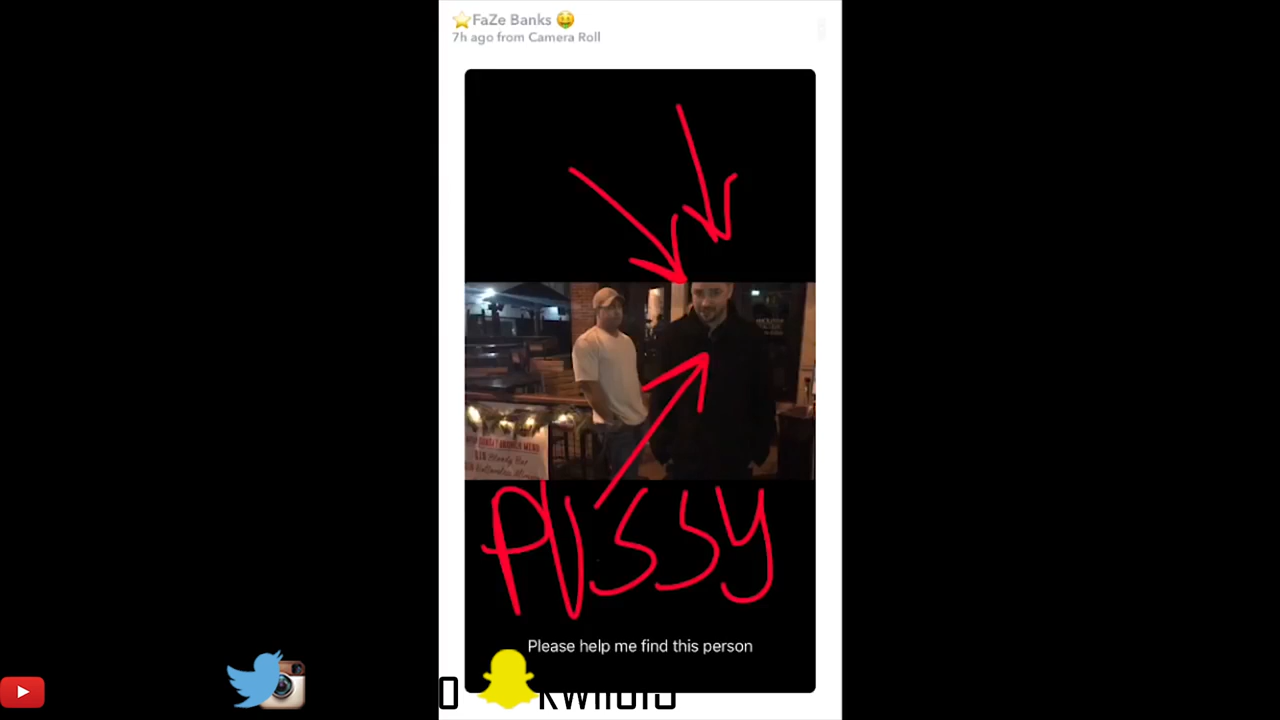 ⭐FaZe Banks 🤑
7h ago from Camera Roll
PUSSY
Please help me find this person